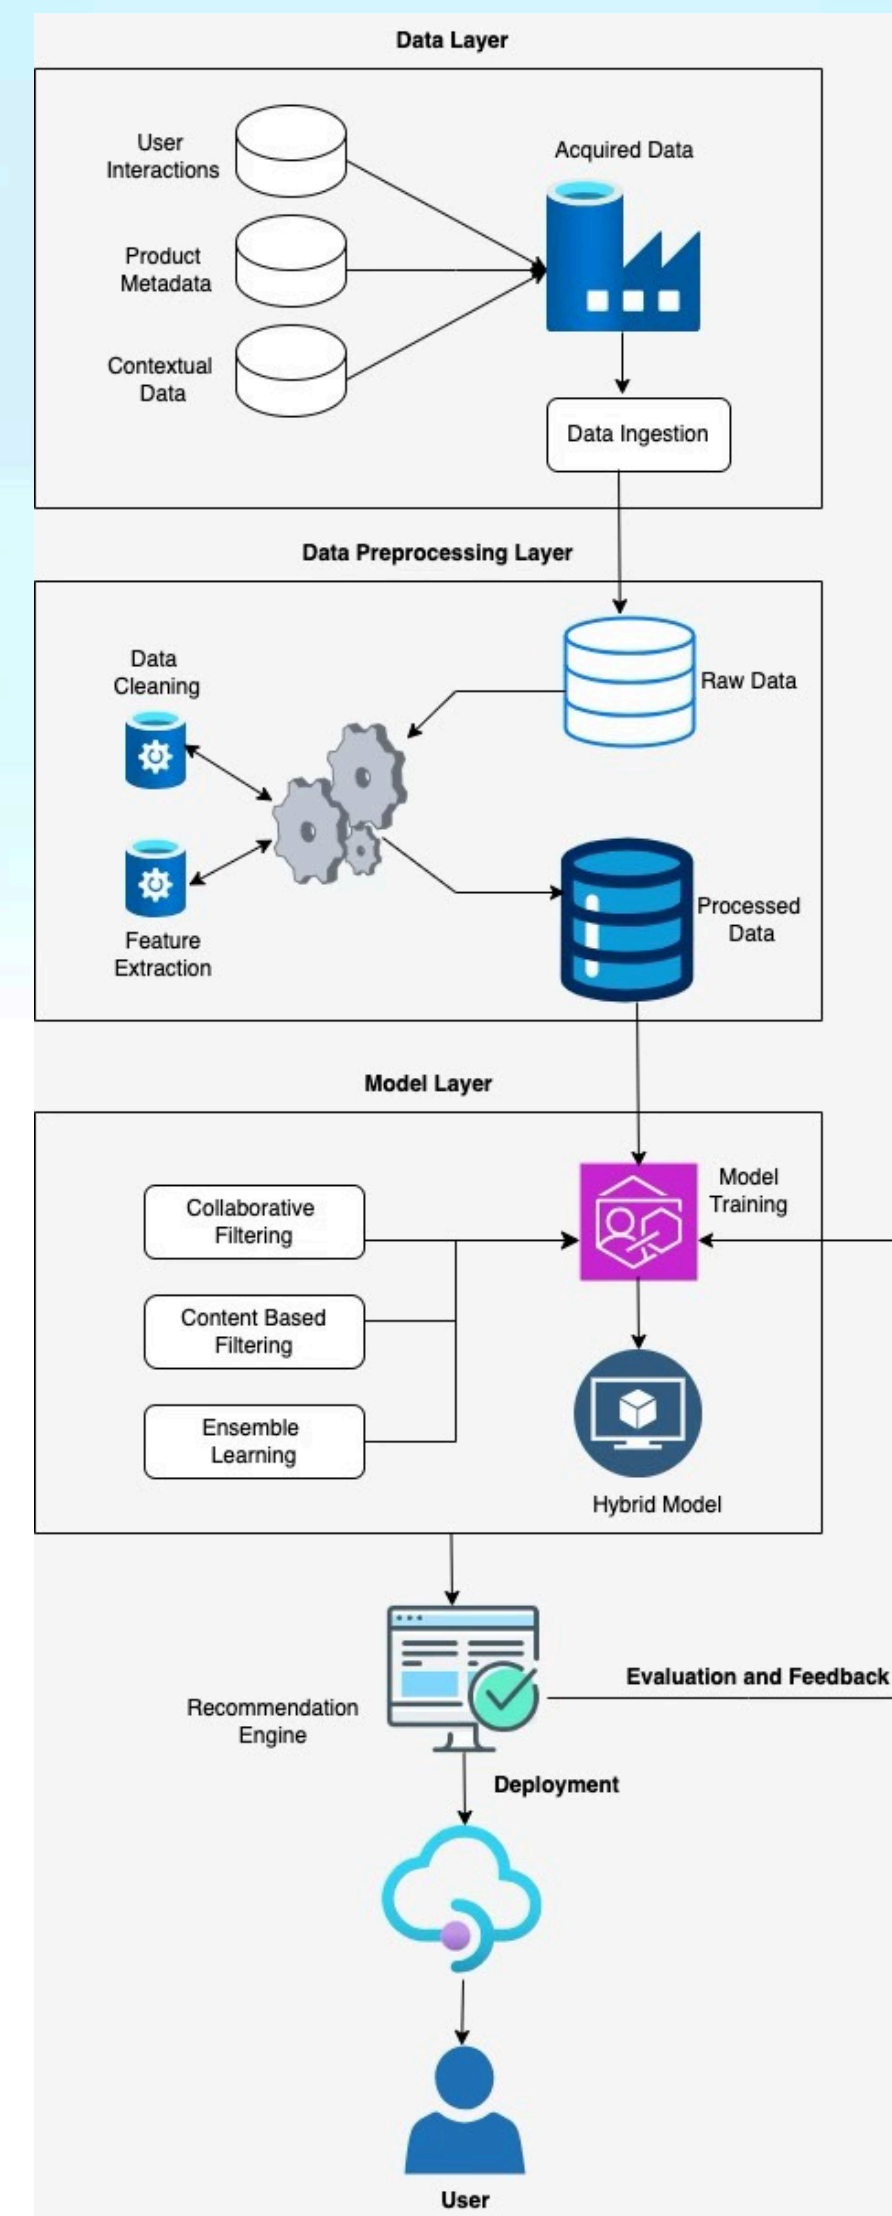 Data Layer
User
Interactions
Acquired Data
Product
Metadata
Contextual
Data
Data Ingestion
Data Preprocessing Layer
Data
Cleaning
Raw Data
Processed
Data
Feature
Extraction
Model Layer
Model
Training
Collaborative
Filtering
Content Based
Filtering
Ensemble
Learning
Hybrid Model
Evaluation and Feedback
Recommendation
Engine
Deployment
User